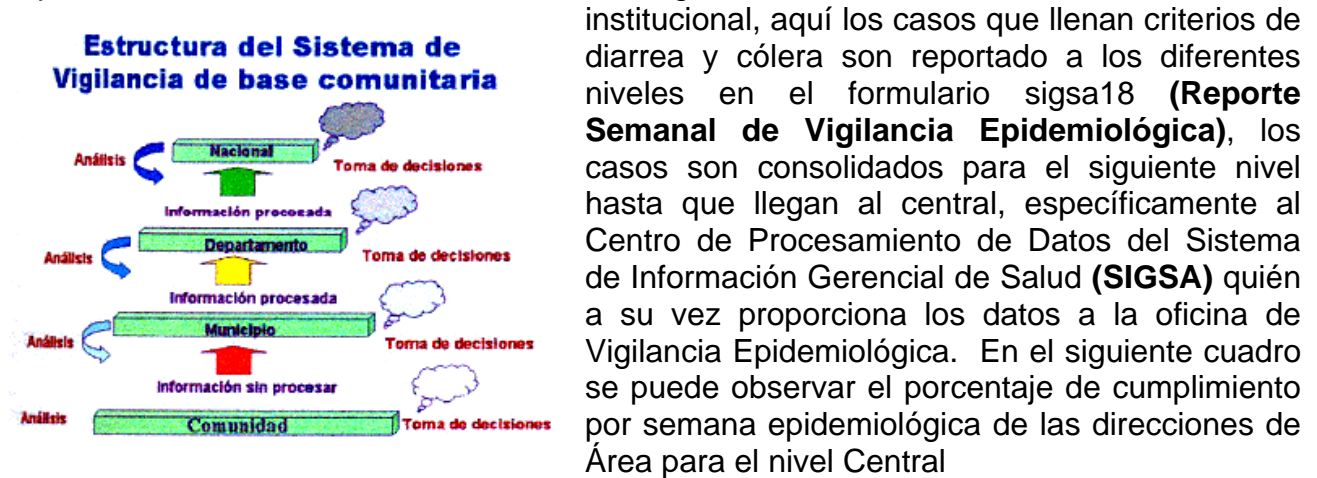 Estructura del Sistema de
Vigilancia de base comunitaria
Nacional
Análisis
Toma de decisiones
Información procesada
Departamento
Análisis
Toma de decisiones
Información procesada
Municipio
Análisis
Toma de decisiones
Información sin procesar
Análisis
Comunidad
Toma de decisiones
institucional, aquí los casos que llenan criterios de
diarrea y cólera son reportado a los diferentes
niveles en el formulario sigsa18 (Reporte
Semanal de Vigilancia Epidemiológica), los
casos son consolidados para el siguiente nivel
hasta que llegan al central, específicamente al
Centro de Procesamiento de Datos del Sistema
de Información Gerencial de Salud (SIGSA) quién
a su vez proporciona los datos a la oficina de
Vigilancia Epidemiológica. En el siguiente cuadro
se puede observar el porcentaje de cumplimiento
por semana epidemiológica de las direcciones de
Área para el nivel Central